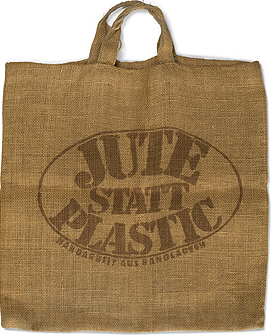 JUTE
STATT
PLASTIC
HANDARBEIT AUS BANGLADESH